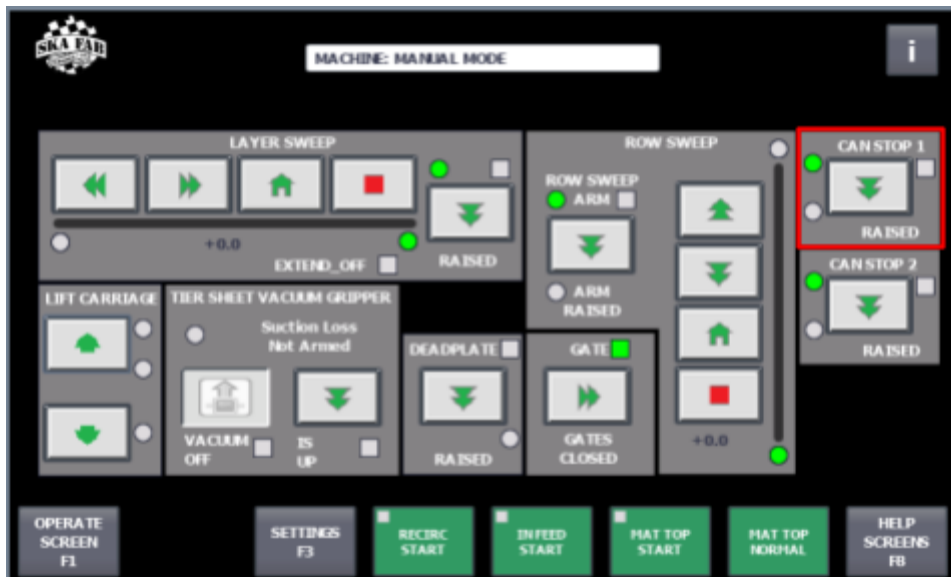 SKA FAB
MACHINE: MANUAL MODE
i
LAYER SWEEP
+0.0
EXTEND_OFF
RAISED
ROW SWEEP
ROW SWEEP
ARM
ARM
RAISED
+0.0
CAN STOP 1
RAISED
CAN STOP 2
RAISED
LIFT CARRIAGE
TIER SHEET VACUUM GRIPPER
Suction Loss
Not Armed
VACUUM
OFF
IS
UP
DEADPLATE
RAISED
GATE
GATES
CLOSED
OPERATE
SCREEN
F1
SETTINGS
F3
RECIRC
START
INFEED
START
MAT TOP
START
MAT TOP
NORMAL
HELP
SCREENS
F8